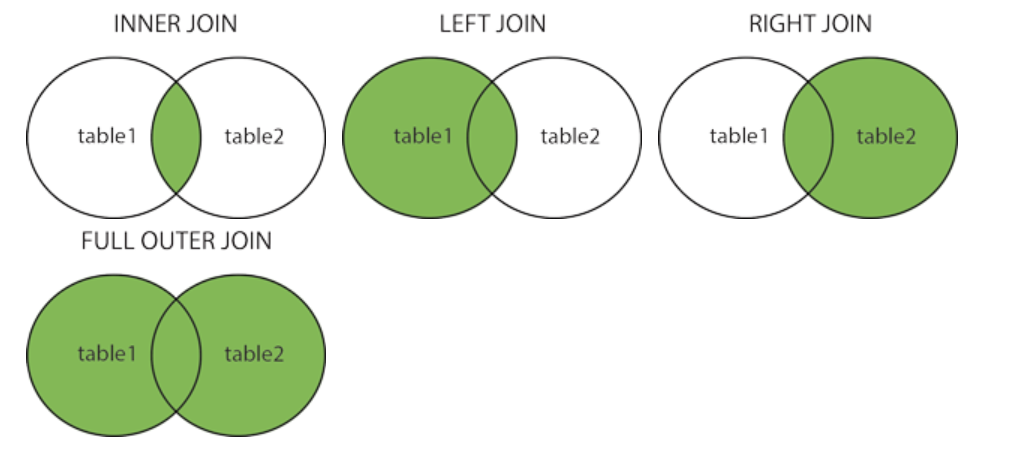 INNER JOIN
LEFT JOIN
RIGHT JOIN
table1
table2
table1
table2
table1
table2
FULL OUTER JOIN
table1
table2